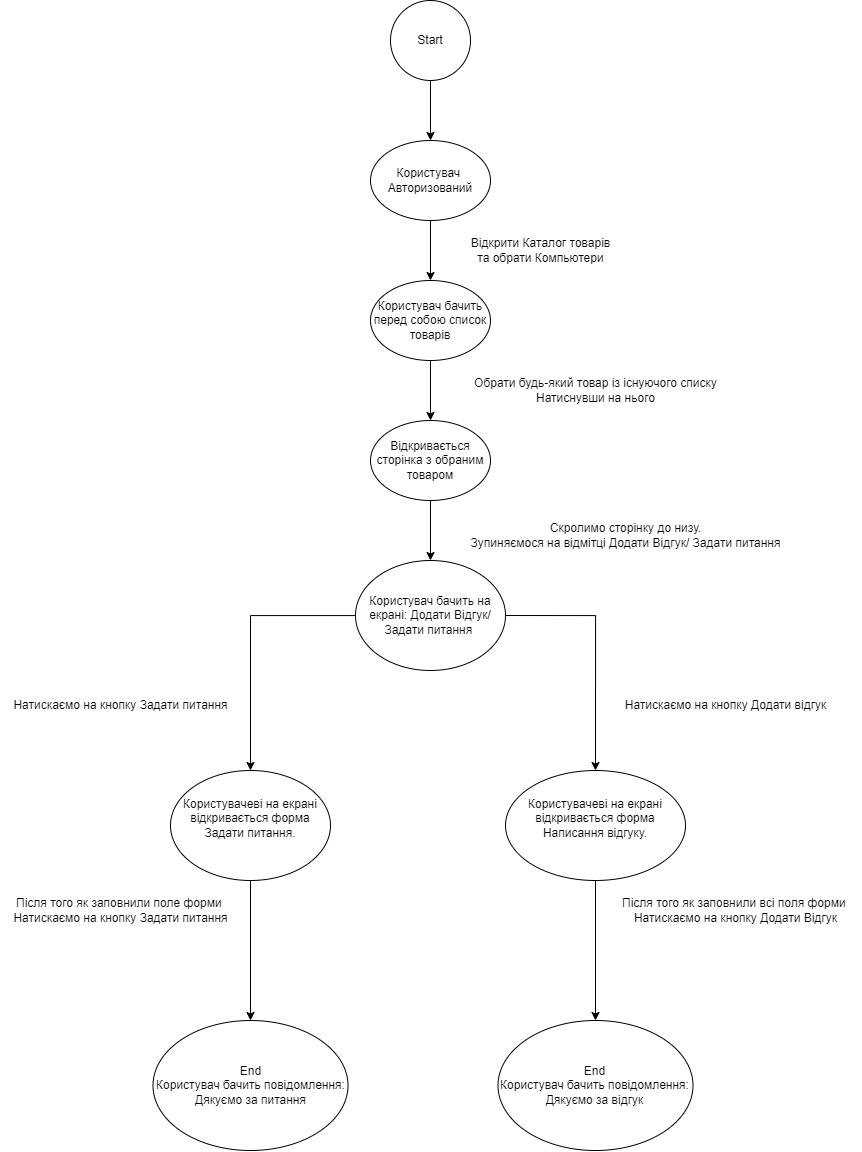 Start
Користувач
Авторизований
Відкрити Каталог товарів
та обрати Компьютери
Користувач бачить
перед собою список
товарів
Обрати будь-який товар із існуючого списку
Натиснувши на нього
Відкривається
сторінка з обраним
товаром
Скролимо сторінку до низу.
Зупиняємося на відмітці Додати Відгук/ Задати питання
Користувач бачить на
екрані: Додати Відгук/
Задати питання
Натискаємо на кнопку Задати питання
Натискаємо на кнопку Додати відгук
Користувачеві на екрані
відкривається форма
Задати питання.
Користувачеві на екрані
відкривається форма
Написання відгуку.
Після того як заповнили поле форми
Натискаємо на кнопку Задати питання
Після того як заповнили всі поля форми
Натискаємо на кнопку Додати Відгук
End
Користувач бачить повідомлення:
Дякуємо за питання
End
Користувач бачить повідомлення:
Дякуємо за відгук